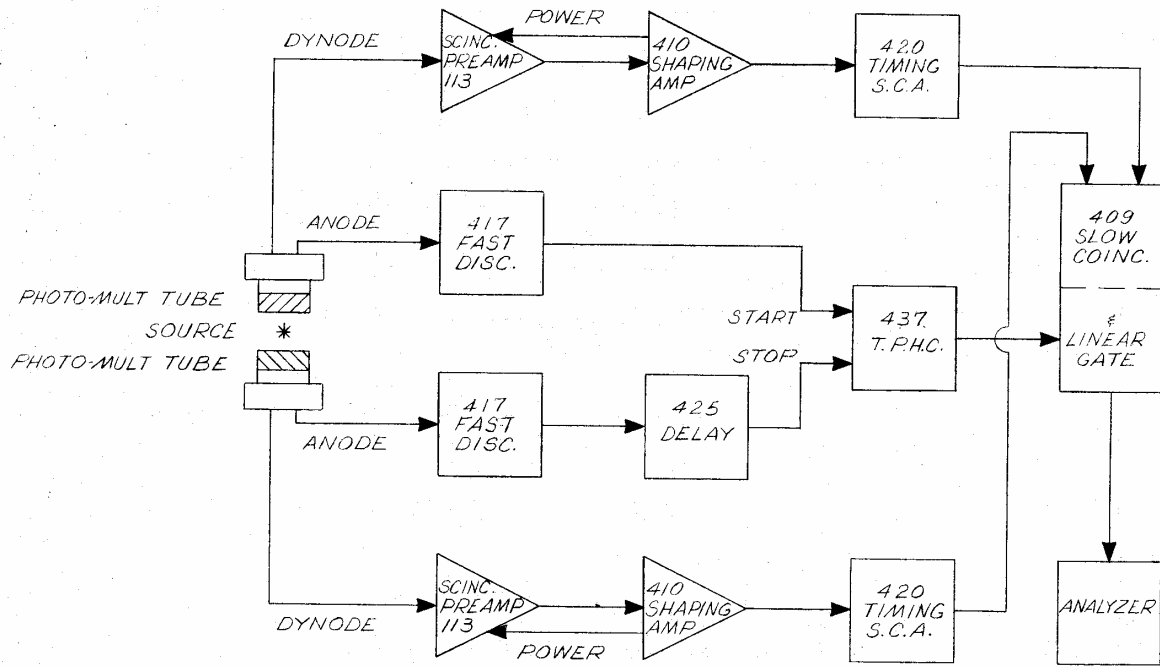 POWER
DYNODE
SCINC.
PREAMP
113
410
SHAPING
AMP
420
TIMING
S.C.A.
ANODE
417
FAST
DISC.
409
SLOW
COINC.
PHOTO-MULT TUBE
SOURCE
PHOTO-MULT TUBE
START
STOP
437
T.P.H.C.
&
LINEAR
GATE
ANODE
417
FAST
DISC.
425
DELAY
DYNODE
SCINC.
PREAMP
113
POWER
410
SHAPING
AMP
420
TIMING
S.C.A.
ANALYZER